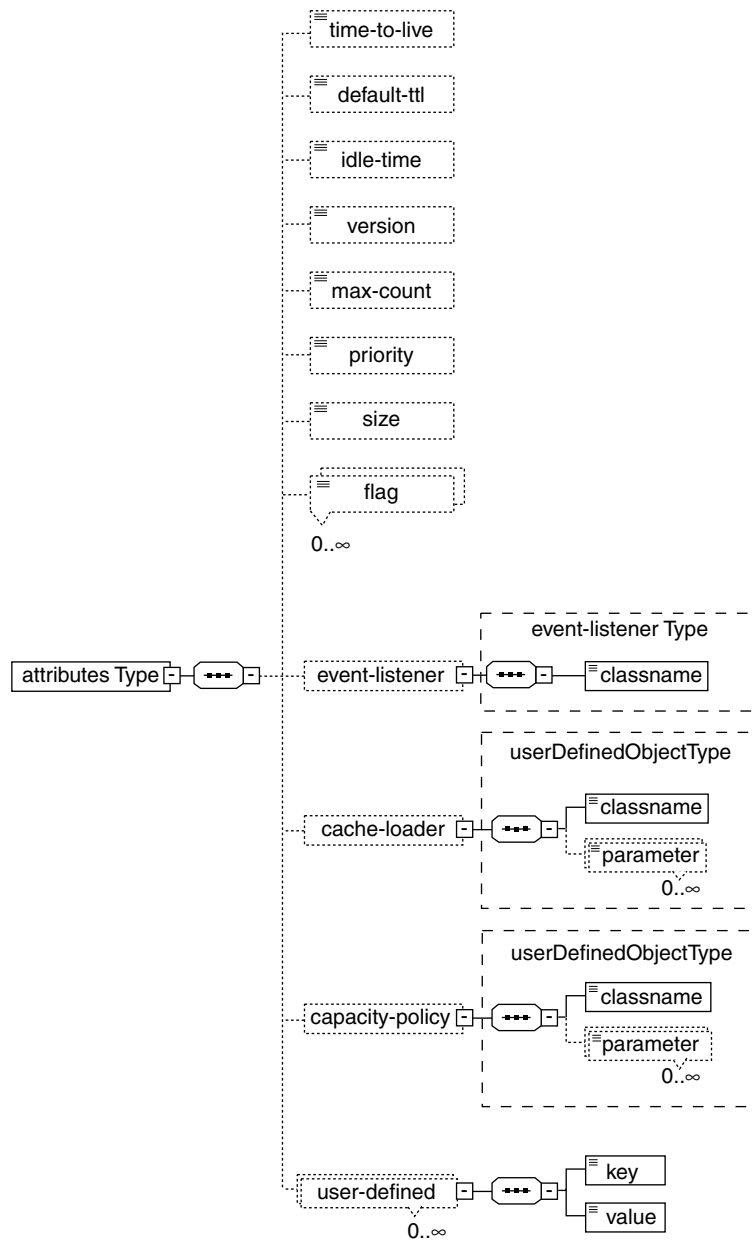 time-to-live
default-ttl
idle-time
version
max-count
priority
size
flag
0..∞
event-listener Type
attributes Type
event-listener
classname
userDefinedObjectType
classname
cache-loader
parameter
0..∞
userDefinedObjectType
classname
capacity-policy
parameter
0..∞
key
user-defined
value
0..∞